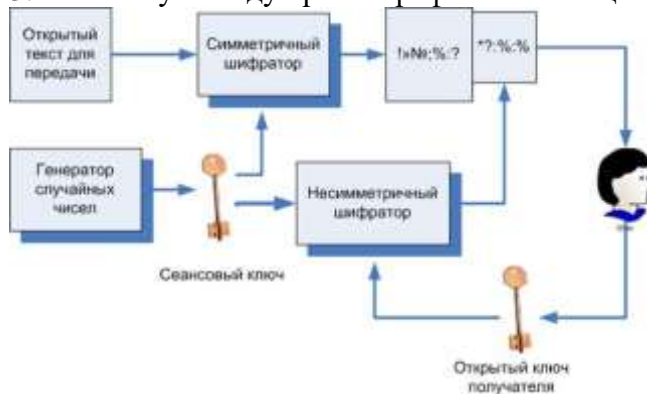 Открытый
текст для
передачи
Симметричный
шифратор
!»№;%:?
*?:%:%
Генератор
случайных
чисел
Несимметричный
шифратор
Сеансовый ключ
Открытый ключ
получателя